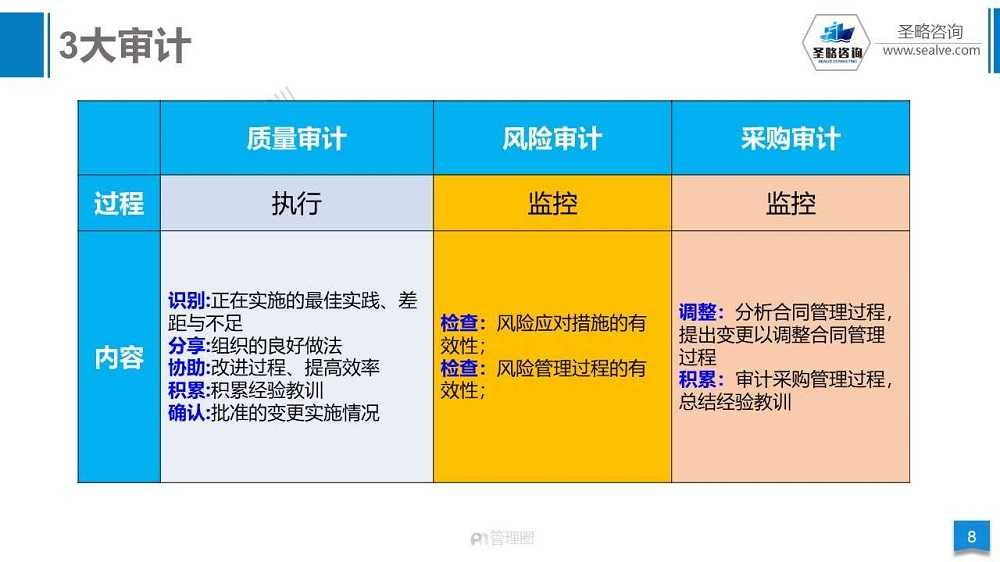 3大审计
圣略咨询
圣略咨询
www.sealve.com
质量审计
风险审计
采购审计
过程
执行
监控
监控
内容
识别:正在实施的最佳实践、差
距与不足
分享:组织的良好做法
协助:改进过程、提高效率
积累:积累经验教训
确认:批准的变更实施情况
检查：风险应对措施的有
效性；
检查：风险管理过程的有
效性；
调整：分析合同管理过程，
提出变更以调整合同管理
过程
积累：审计采购管理过程，
总结经验教训
管理圈
8